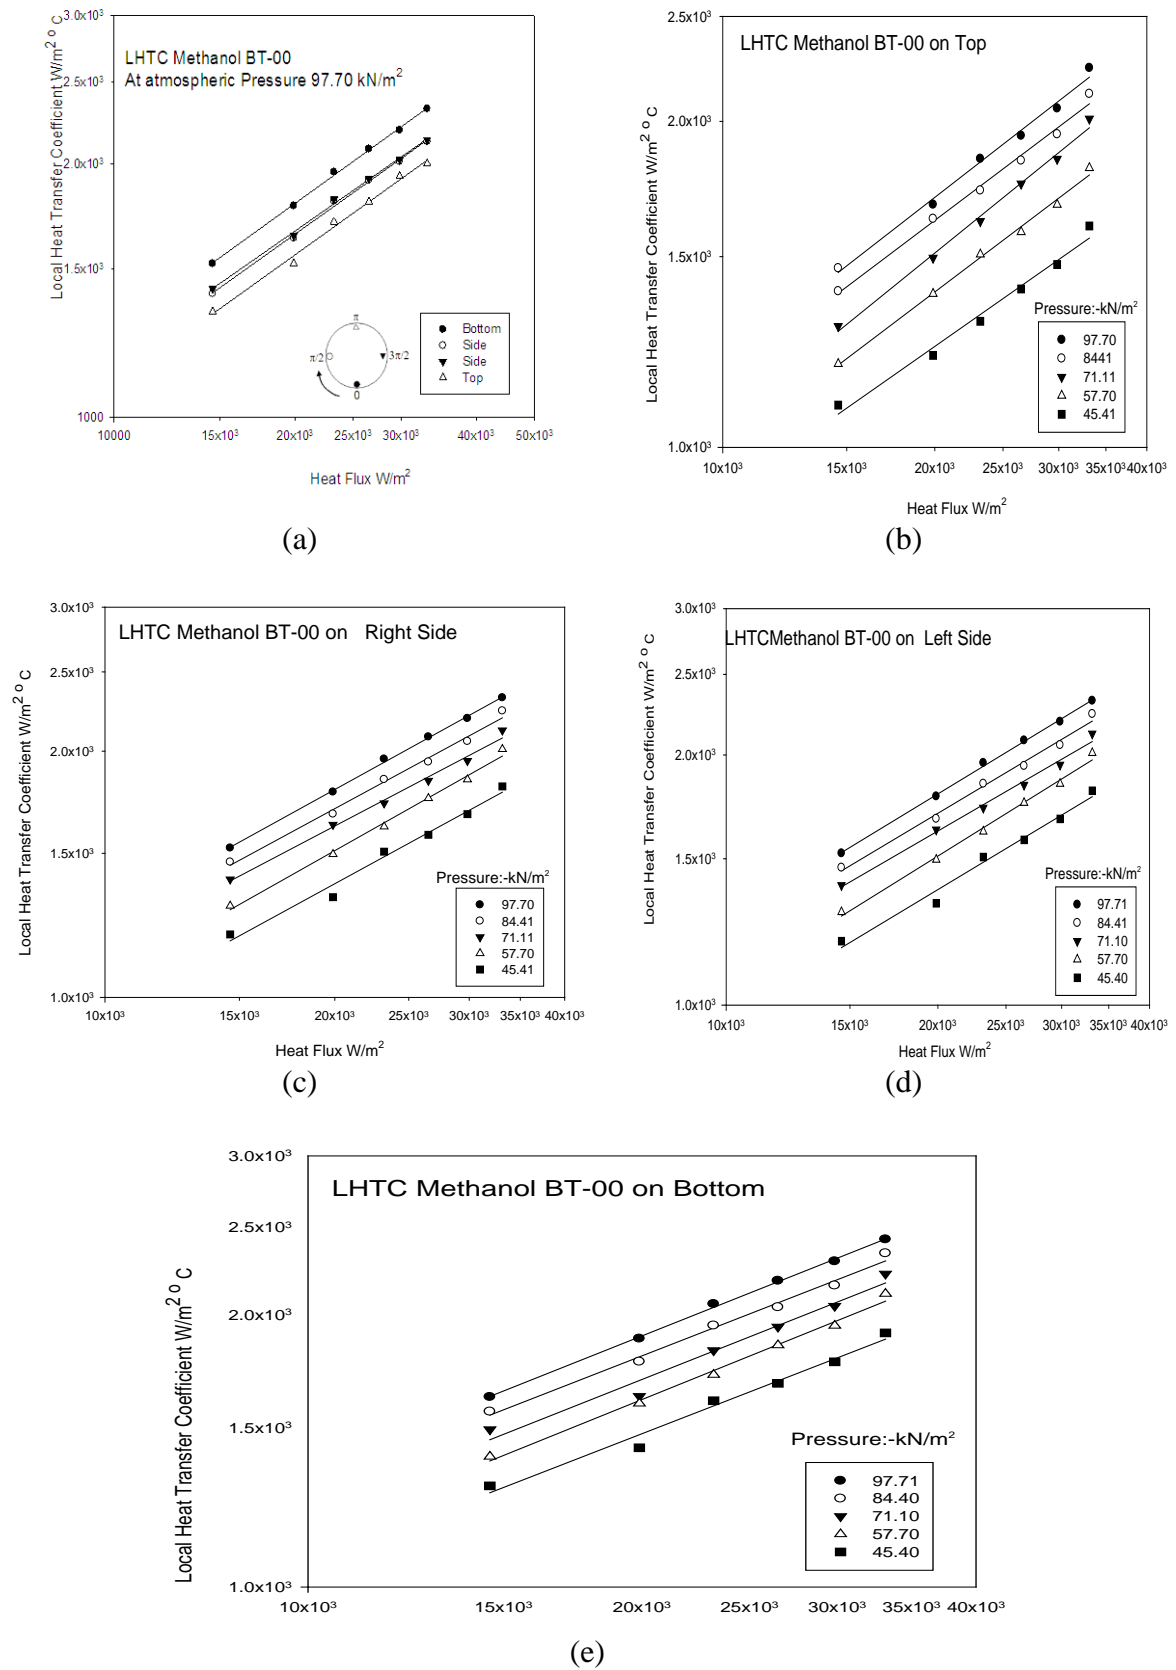 3.0x10³
LHTC Methanol BT-00
At atmospheric Pressure 97.70 kN/m²
2.5x10³
2.0x10³
1.5x10³
1000
Local Heat Transfer Coefficient W/m² ° C
π
π/2
3π/2
0
Bottom
Side
Side
Top
10000 15x10³ 20x10³ 25x10³ 30x10³ 40x10³ 50x10³
Heat Flux W/m²
(a)
2.5x10³
LHTC Methanol BT-00 on Top
2.0x10³
1.5x10³
1.0x10³
Local Heat Transfer Coefficient W/m² ° C
Pressure:-kN/m²
97.70
8441
71.11
57.70
45.41
10x10³ 15x10³ 20x10³ 25x10³ 30x10³ 35x10³ 40x10³
Heat Flux W/m²
(b)
3.0x10³
LHTC Methanol BT-00 on Right Side
2.5x10³
2.0x10³
1.5x10³
1.0x10³
Local Heat Transfer Coefficient W/m² ° C
Pressure:-kN/m²
97.70
84.41
71.11
57.70
45.41
10x10³ 15x10³ 20x10³ 25x10³ 30x10³ 35x10³ 40x10³
Heat Flux W/m²
(c)
3.0x10³
LHTCMethanol BT-00 on Left Side
2.5x10³
2.0x10³
1.5x10³
1.0x10³
Local Heat Transfer Coefficient W/m² ° C
Pressure:-kN/m²
97.71
84.41
71.10
57.70
45.40
10x10³ 15x10³ 20x10³ 25x10³ 30x10³ 35x10³ 40x10³
Heat Flux W/m²
(d)
3.0x10³
LHTC Methanol BT-00 on Bottom
2.5x10³
2.0x10³
1.5x10³
1.0x10³
Local Heat Transfer Coefficient W/m² ° C
Pressure:-kN/m²
97.71
84.40
71.10
57.70
45.40
10x10³ 15x10³ 20x10³ 25x10³ 30x10³ 35x10³ 40x10³
(e)